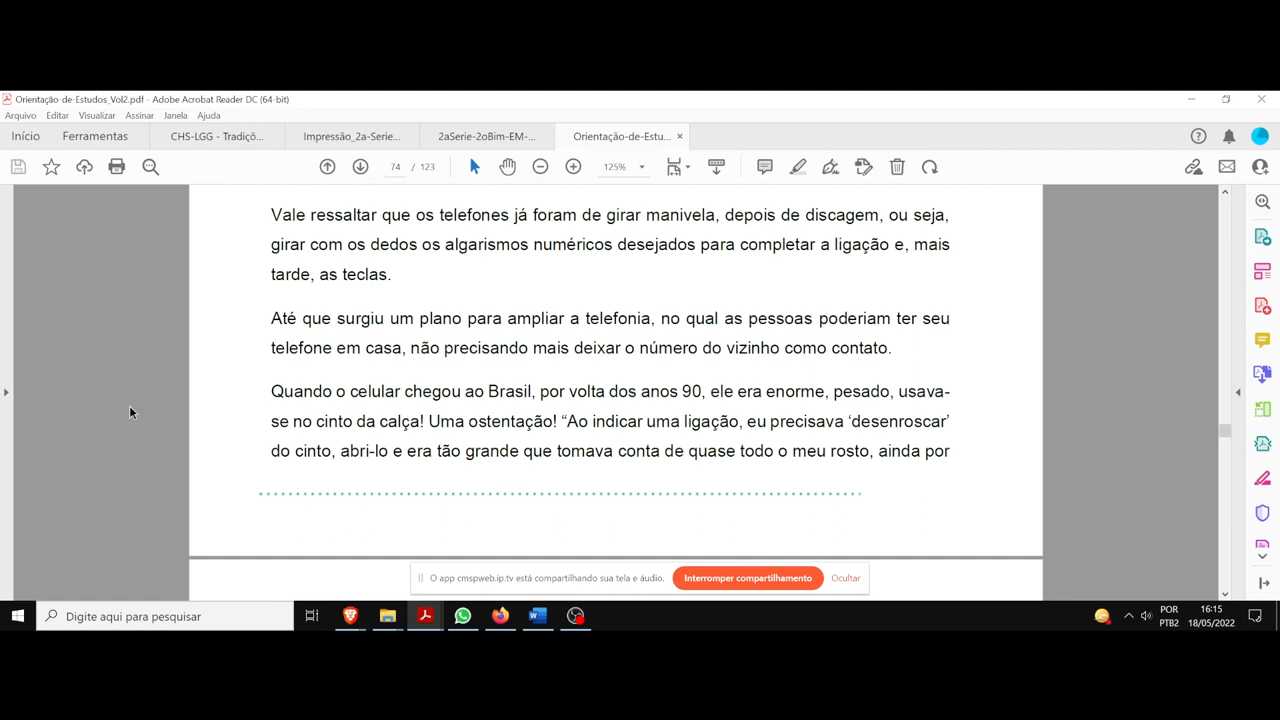 Orientação-de-Estudos_Vol2.pdf - Adobe Acrobat Reader DC (64-bit)
Arquivo Editar Visualizar Assinar Janela Ajuda
Início Ferramentas CHS-LGG - Tradiçõ... Impressão_2a-Serie... 2aSerie-2oBim-EM-... Orientação-de-Estu... ×
74 / 123 125%
Vale ressaltar que os telefones já foram de girar manivela, depois de discagem, ou seja,
girar com os dedos os algarismos numéricos desejados para completar a ligação e, mais
tarde, as teclas.
Até que surgiu um plano para ampliar a telefonia, no qual as pessoas poderiam ter seu
telefone em casa, não precisando mais deixar o número do vizinho como contato.
Quando o celular chegou ao Brasil, por volta dos anos 90, ele era enorme, pesado, usava-
se no cinto da calça! Uma ostentação! “Ao indicar uma ligação, eu precisava ‘desenroscar’
do cinto, abri-lo e era tão grande que tomava conta de quase todo o meu rosto, ainda por
O app cmspweb.ip.tv está compartilhando sua tela e áudio. Interromper compartilhamento Ocultar
Digite aqui para pesquisar
POR 16:15
PTB2 18/05/2022